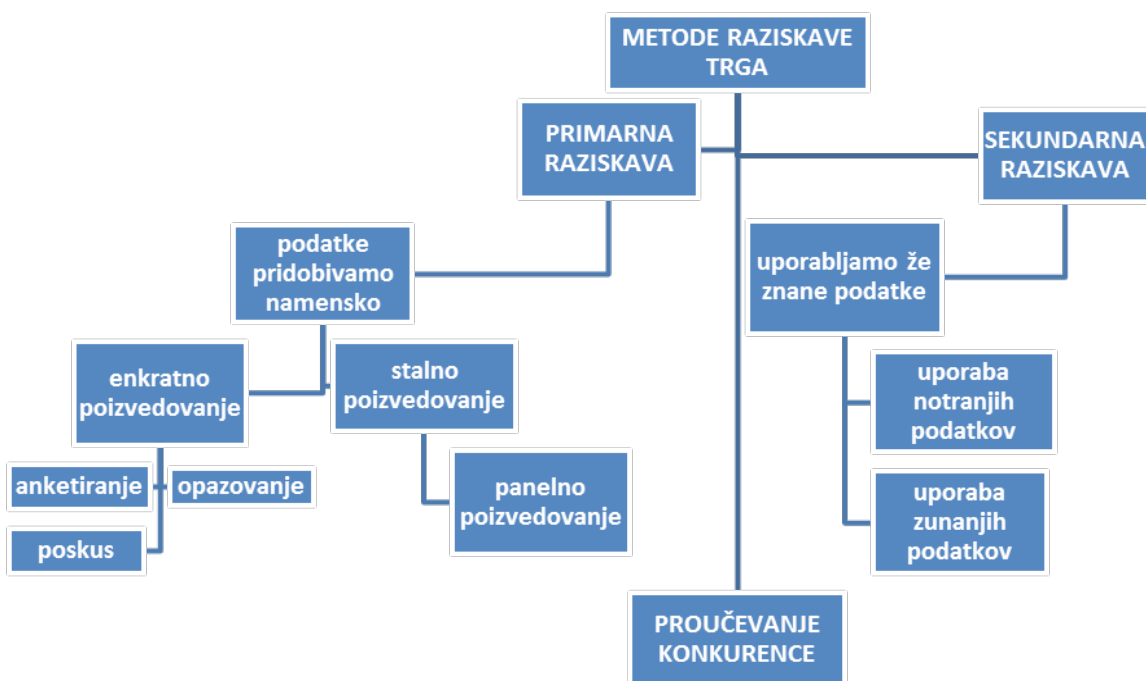 METODE RAZISKAVE
TRGA
PRIMARNA
RAZISKAVA
SEKUNDARNA
RAZISKAVA
podatke
pridobivamo
namensko
uporabljamo že
znane podatke
enkratno
poizvedovanje
stalno
poizvedovanje
uporaba
notranjih
podatkov
anketiranje
opazovanje
panelno
poizvedovanje
uporaba
zunanjih
podatkov
poskus
PROUČEVANJE
KONKURENCE